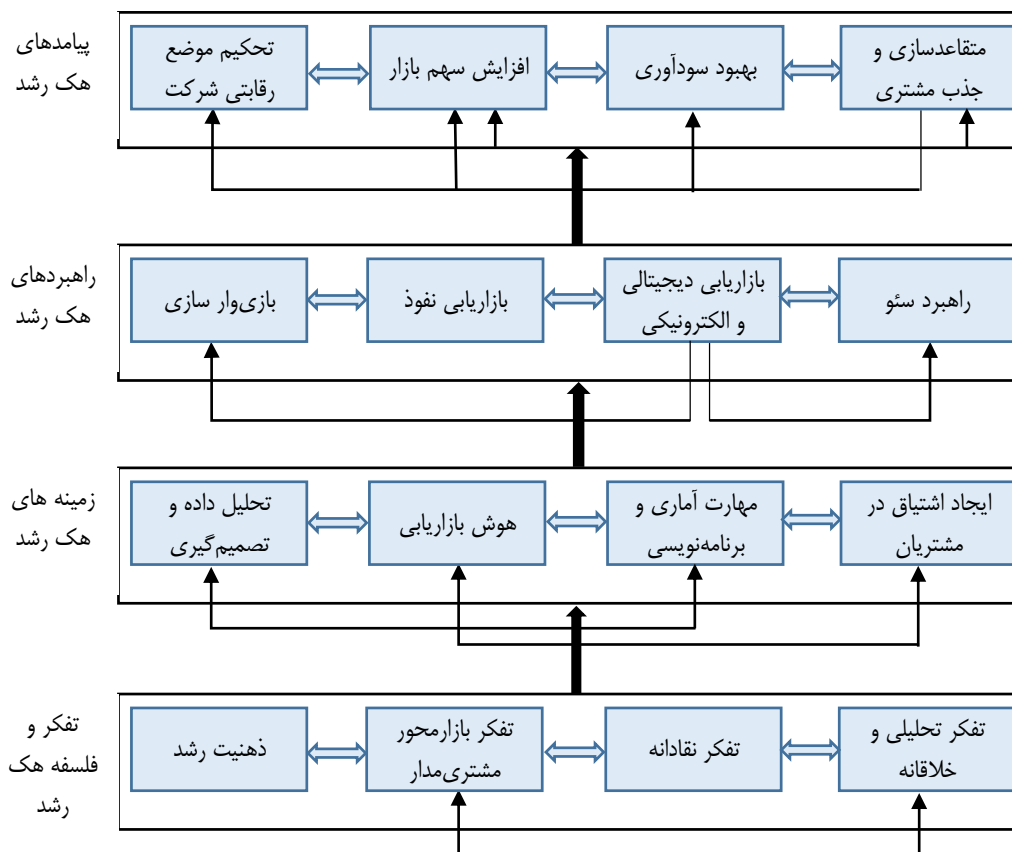 پیامدهای
هک رشد
متقاعدسازی و
جذب مشتری
بهبود سودآوری
افزایش سهم بازار
تحکیم موضع
رقابتی شرکت
راهبردهای
هک رشد
راهبرد سئو
بازاریابی دیجیتالی
و الکترونیکی
بازاریابی نفوذ
بازی‌وار سازی
زمینه های
هک رشد
ایجاد اشتیاق در
مشتریان
مهارت آماری و
برنامه‌نویسی
هوش بازاریابی
تحلیل داده و
تصمیم‌گیری
تفکر و
فلسفه هک
رشد
تفکر تحلیلی و
خلاقانه
تفکر نقادانه
تفکر بازارمحور
مشتری‌مدار
ذهنیت رشد